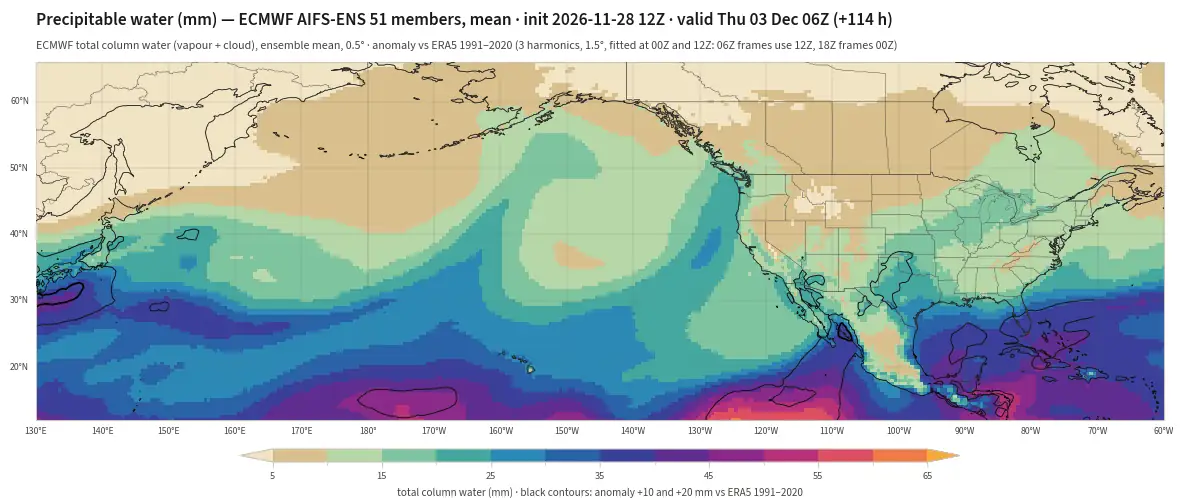 Precipitable water (mm) — ECMWF AIFS-ENS 51 members, mean · init 2026-11-28 12Z · valid Thu 03 Dec 06Z (+114 h)
ECMWF total column water (vapour + cloud), ensemble mean, 0.5° · anomaly vs ERA5 1991–2020 (3 harmonics, 1.5°, fitted at 00Z and 12Z: 06Z frames use 12Z, 18Z frames 00Z)
60°N
50°N
40°N
30°N
20°N
130°E 140°E 150°E 160°E 170°E 180° 170°W 160°W 150°W 140°W 130°W 120°W 110°W 100°W 90°W 80°W 70°W 60°W
5 15 25 35 45 55 65
total column water (mm) · black contours: anomaly +10 and +20 mm vs ERA5 1991–2020